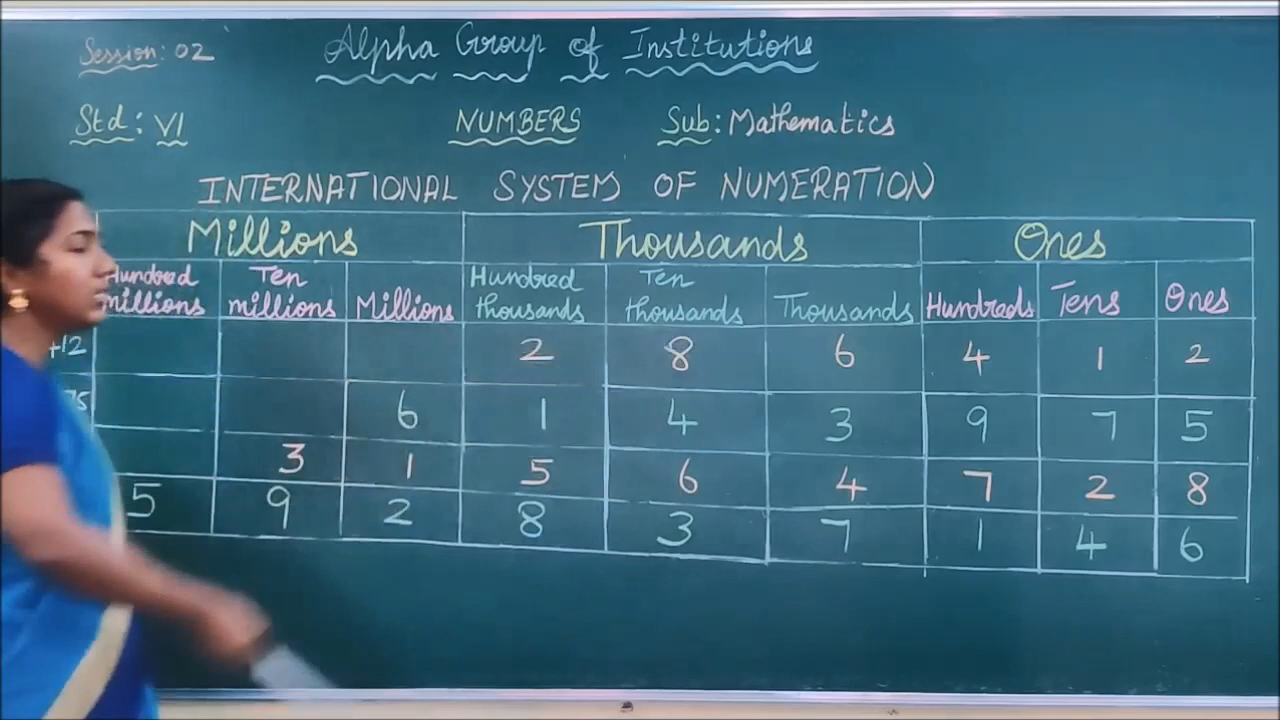 Session: 02
Alpha Group of Institutions
Std: VI NUMBERS Sub: Mathematics
INTERNATIONAL SYSTEM OF NUMERATION
Millions Thousands Ones
Hundred millions Ten millions Millions Hundred thousands Ten thousands Thousands Hundreds Tens Ones
2 8 6 4 1 2
6 1 4 3 9 7 5
3 1 5 6 4 7 2 8
5 9 2 8 3 7 1 4 6